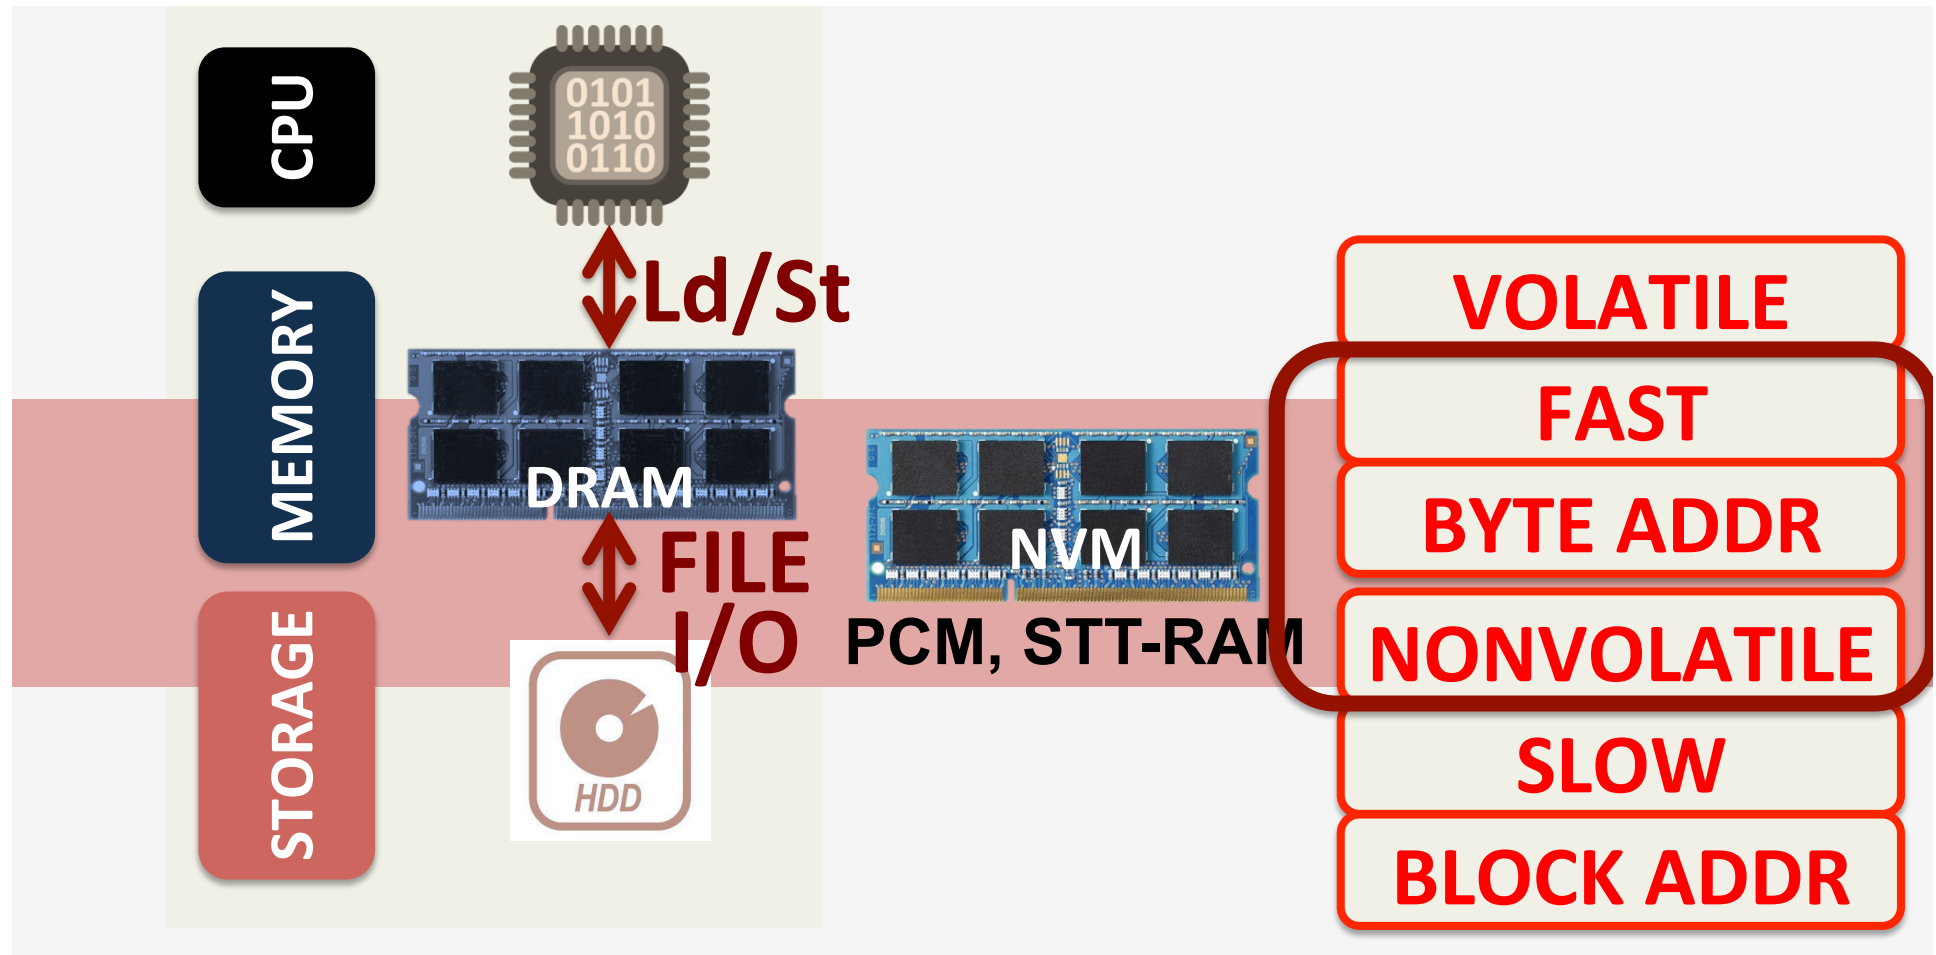 CPU
0101
1010
0110
Ld/St
MEMORY
DRAM
FILE
I/O
NVM
PCM, STT-RAM
STORAGE
HDD
VOLATILE
FAST
BYTE ADDR
NONVOLATILE
SLOW
BLOCK ADDR